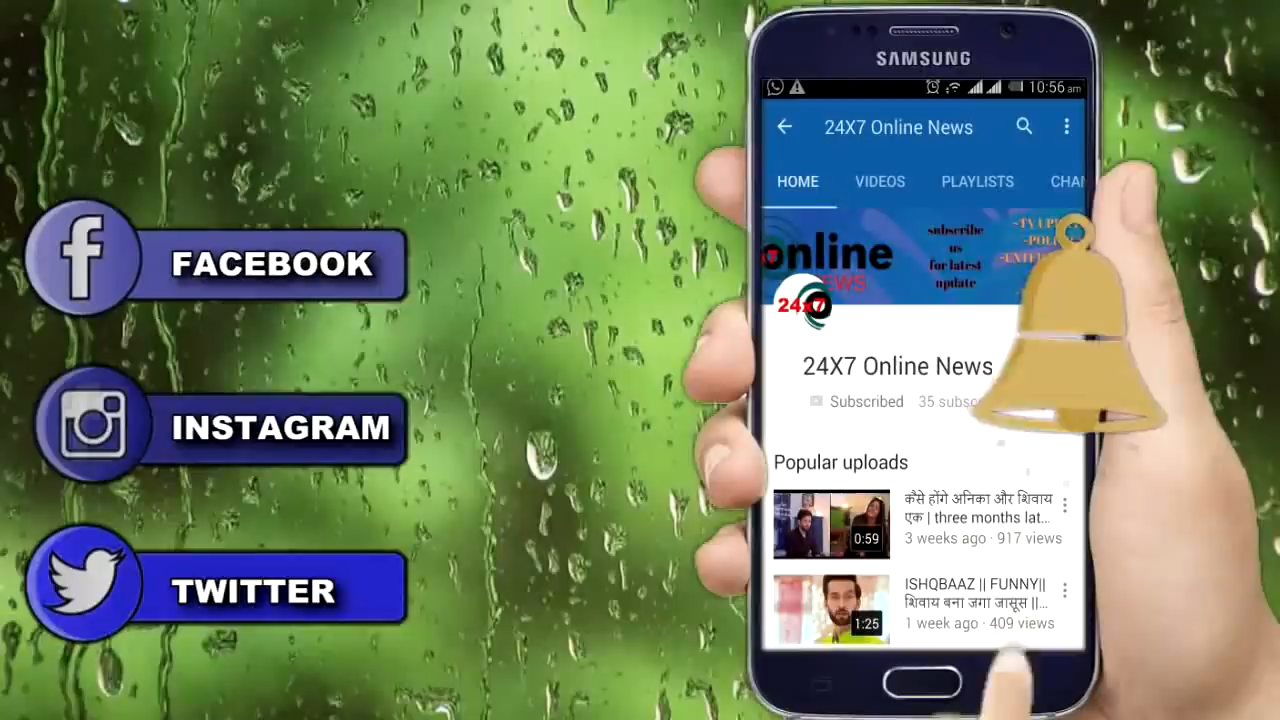 FACEBOOK
INSTAGRAM
TWITTER
SAMSUNG
10:56 am
24X7 Online News
HOME VIDEOS PLAYLISTS CHAN
online
NEWS
subscribe
us
for latest
update
24x7
24X7 Online News
Subscribed 35 subsc
Popular uploads
कैसे होंगे अनिका और शिवाय
एक | three months lat...
3 weeks ago · 917 views
0:59
ISHQBAAZ || FUNNY||
शिवाय बना जगा जासूस ||...
1 week ago · 409 views
1:25